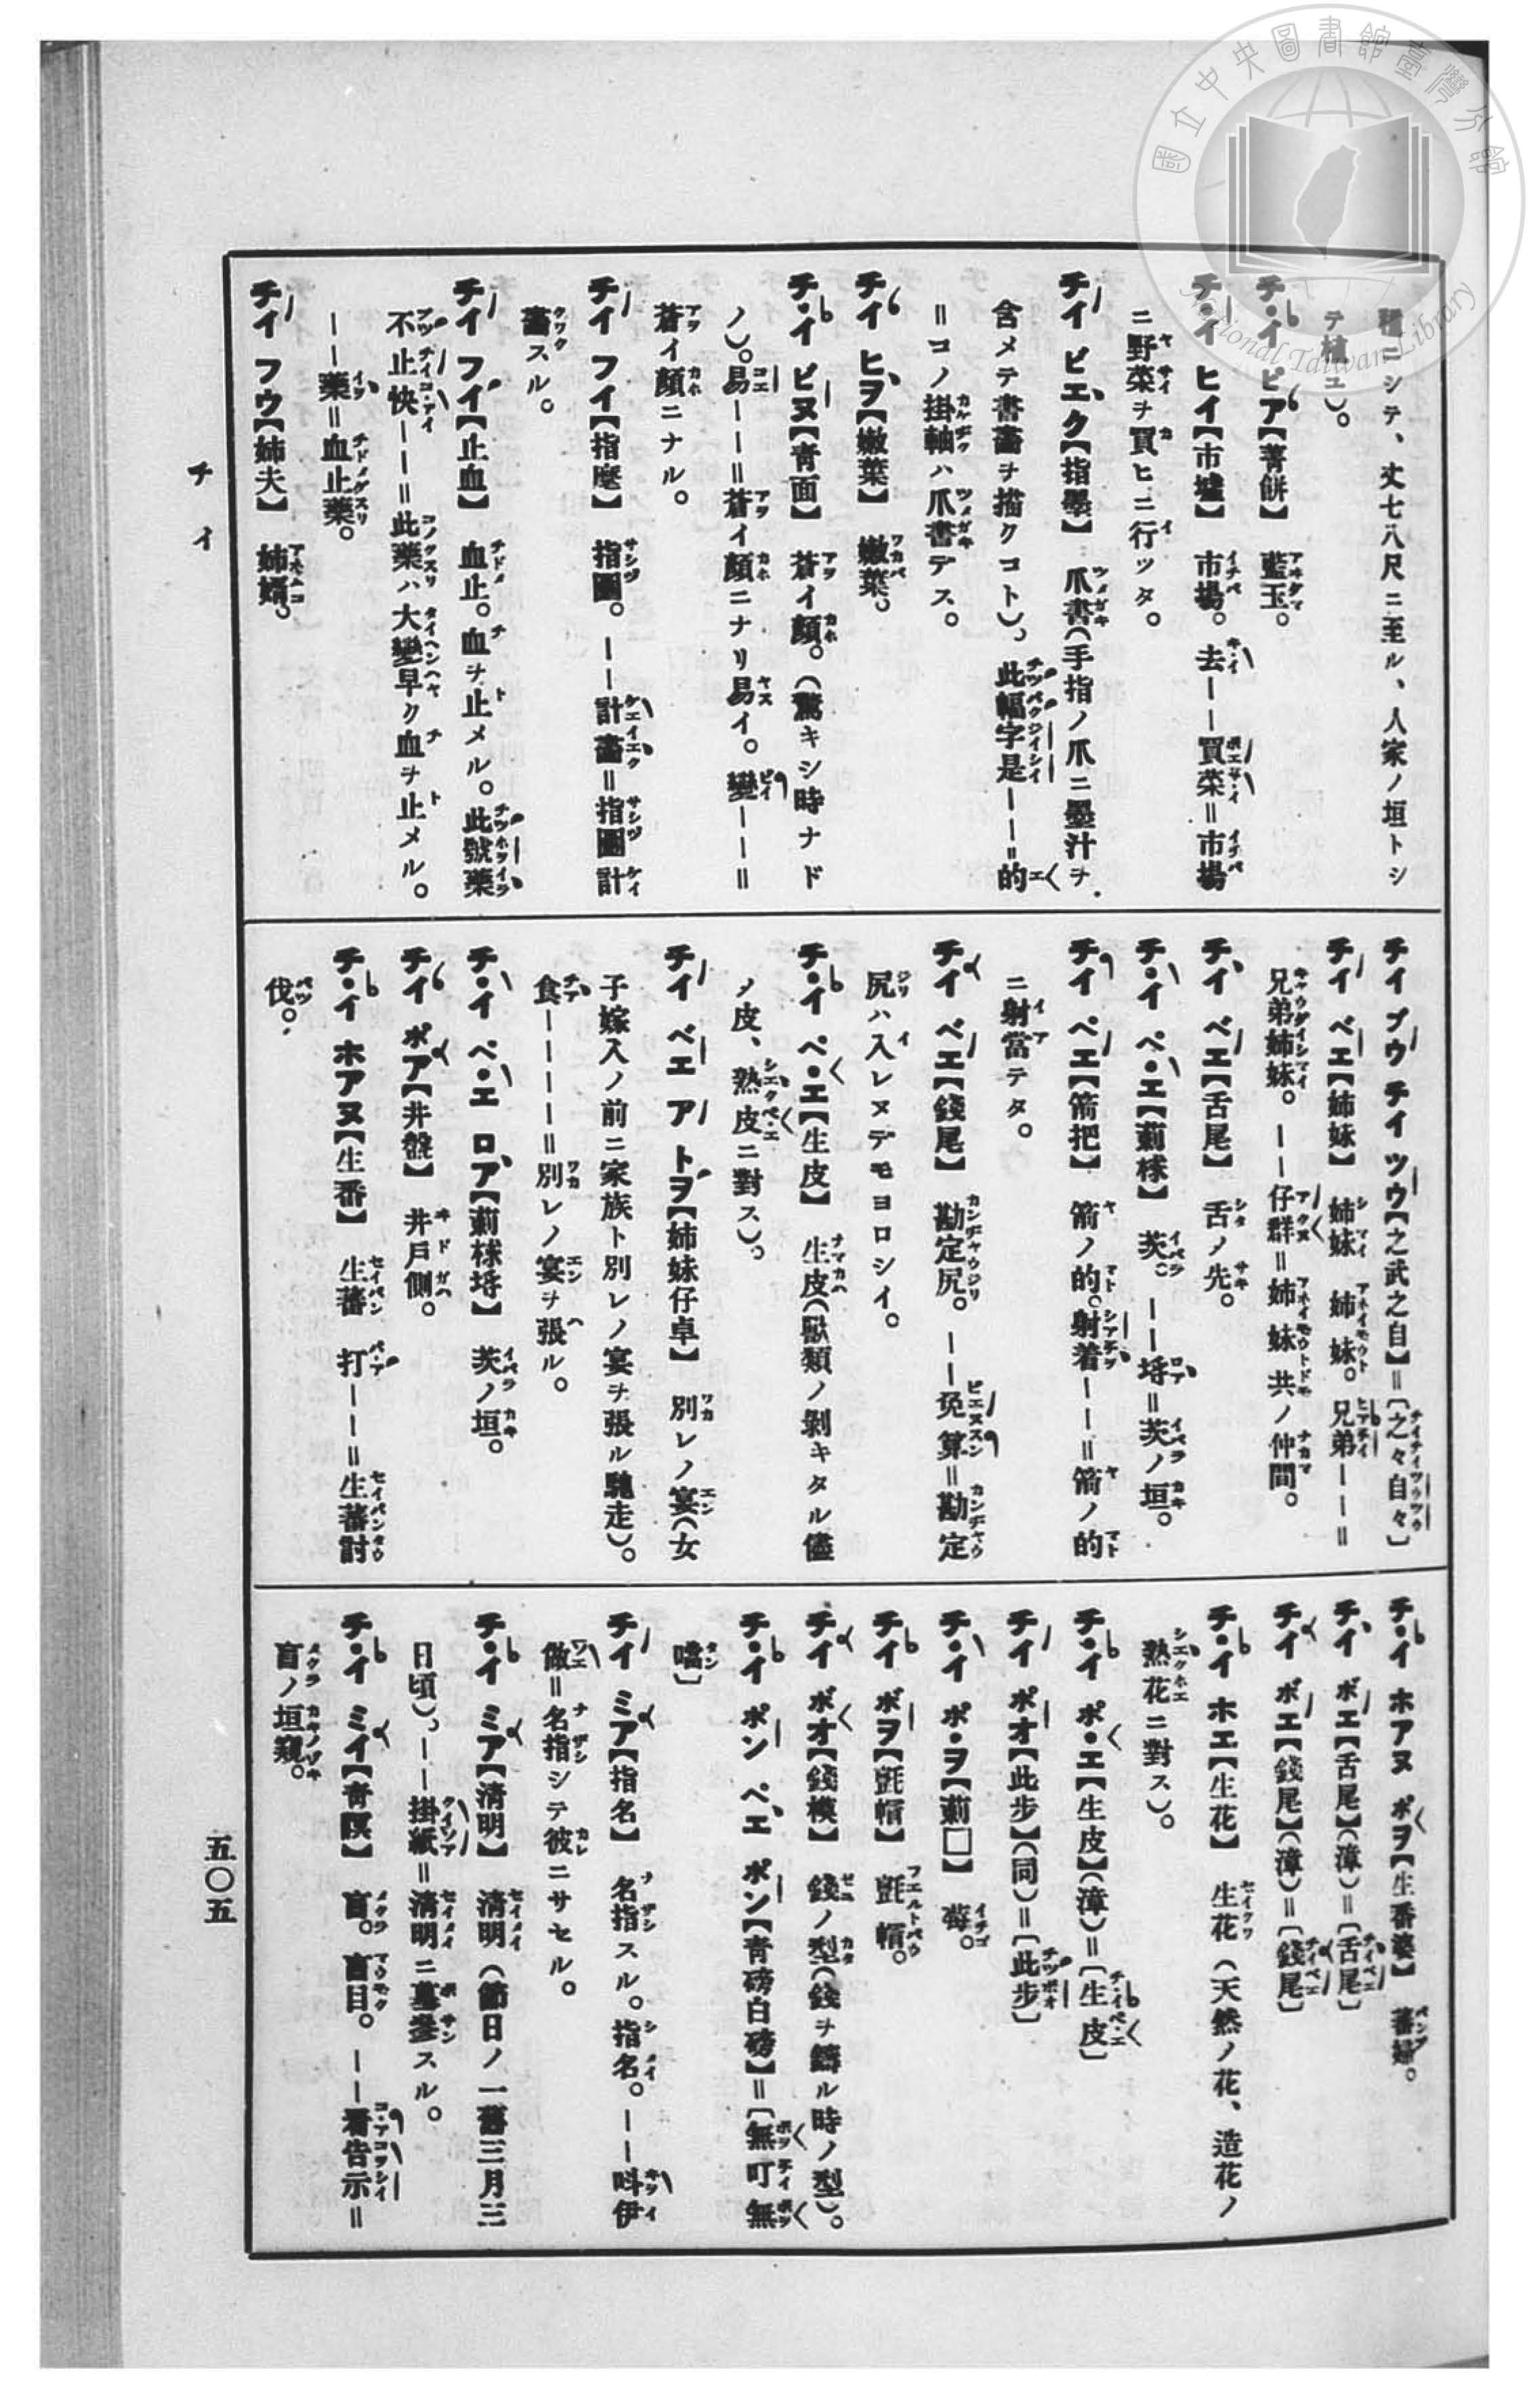 國立中央圖書館臺灣分館
National Taiwan Library
種ニシテ、丈七八尺ニ至ル、人家ノ垣トシ
テ植ユ)。
チ・イ ピア【菁餅】 藍玉。
チ・イ ヒイ【市墟】 市場。去――買菜=市場
ニ野菜ヲ買ヒニ行ッタ。
チイ ビエク【指墨】 爪書(手指ノ爪ニ墨汁ヲ
含メテ書畫ヲ描クコト)。此幅字是――=的
=コノ掛軸ハ爪書デス。
チイ ヒヲ【嫩葉】 嫩葉。
チ・イ ビヌ【青面】 蒼イ顏。(驚キシ時ナド
ノ)。易――=蒼イ顏ニナリ易イ。變――=
蒼イ顏ニナル。
チイ フイ【指麾】 指圖。――計畫=指圖計
畫スル。
チイ フイ【止血】 血止。血ヲ止メル。此號藥
不止快――=此藥ハ大變早ク血ヲ止メル。
――藥=血止藥。
チイ フウ【姉夫】 姉婿。
チイ ブウ チイ ツウ【之武之自】=〔之々自々〕
チイ ベエ【姉妹】 姉妹 姉妹。兄弟――=
兄弟姉妹。――仔群=姉妹共ノ仲間。
チイ ベエ【舌尾】 舌ノ先。
チ・イ ペ・エ【莿樣】 茨。――垺=茨ノ垣。
チイ ペエ【箭把】 箭ノ的。射着――=箭ノ的
ニ射當テタ。
チイ ベエ【錢尾】 勘定尻。――免算=勘定
尻ハ入レヌデモヨロシイ。
チ・イ ペ・エ【生皮】 生皮(獸類ノ剝キタル儘
ノ皮、熟皮ニ對ス)。
チイ ベエ ア トヲ【姉妹仔卓】 別レノ宴(女
子嫁入ノ前ニ家族ト別レノ宴ヲ張ル馳走)。
食――――=別レノ宴ヲ張ル。
チ・イ ペ・エ ロア【莿樣垺】 茨ノ垣。
チイ ポア【井盤】 井戸側。
チ・イ ホアヌ【生番】 生蕃 打――=生蕃討
伐。
チ・イ ホアヌ ポヲ【生番婆】 蕃婦。
チイ ボエ【舌尾】(漳)=〔舌尾〕
チイ ボエ【錢尾】(漳)=〔錢尾〕
チ・イ ホエ【生花】 生花(天然ノ花、造花ノ
熟花ニ對ス)。
チ・イ ポ・エ【生皮】(漳)=〔生皮〕
チイ ポオ【此步】(同)=〔此步〕
チ・イ ポ・ヲ【莿□】 莓。
チイ ボヲ【氈帽】 氈帽。
チイ ボオ【錢模】 錢ノ型(錢ヲ鑄ル時ノ型)。
チ・イ ポン ペエ ポン【青磅白磅】=〔無叮無
噹〕
チイ ミア【指名】 名指スル。指名。――呌伊
做=名指シテ彼ニサセル。
チ・イ ミア【清明】 清明(節日ノ一舊三月三
日頃)。――掛紙=清明ニ墓參スル。
チ・イ ミイ【青瞑】 盲。盲目。――看告示=
盲ノ垣覗。
チイ
五〇五